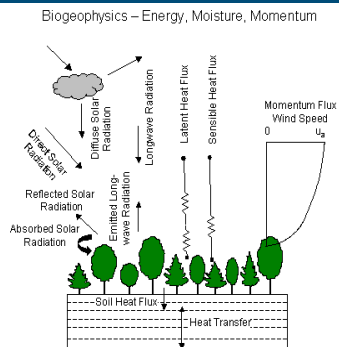 Biogeophysics – Energy, Moisture, Momentum
Diffuse Solar
Radiation
Longwave Radiation
Latent Heat Flux
Sensible Heat Flux
Momentum Flux
Wind Speed
0
ua
Direct Solar
Radiation
Reflected Solar
Radiation
Absorbed Solar
Radiation
Emitted Long-
wave Radiation
Soil Heat Flux
Heat Transfer